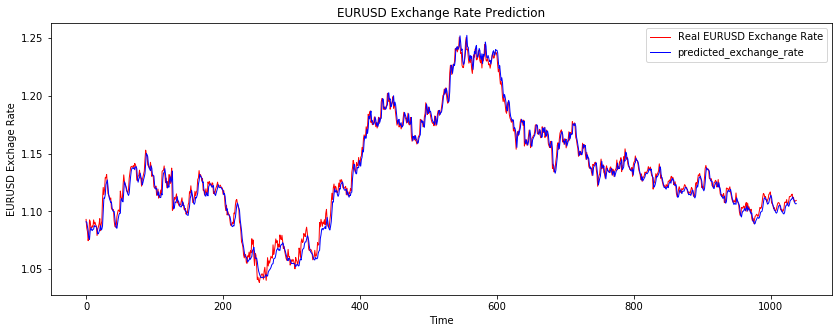 EURUSD Exchange Rate Prediction
Real EURUSD Exchange Rate
predicted_exchange_rate
EURUSD Exchage Rate
1.25
1.20
1.15
1.10
1.05
0
200
400
600
800
1000
Time